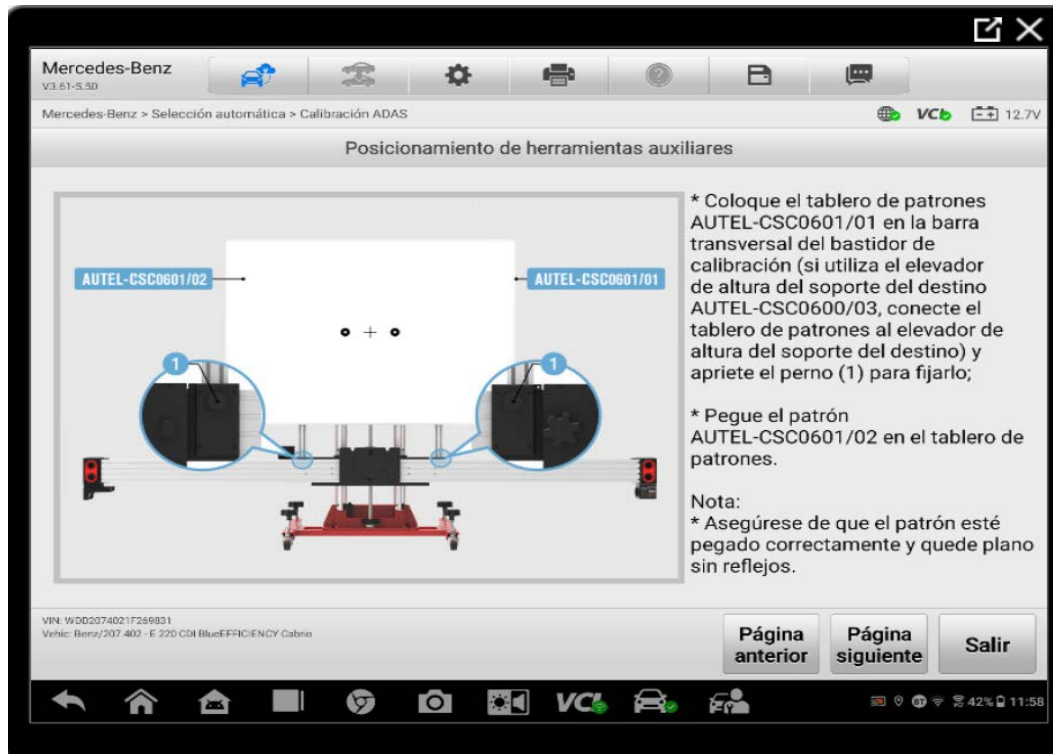 Mercedes-Benz
V3.61-5.50
Mercedes-Benz > Selección automática > Calibración ADAS
VCI
12.7V
Posicionamiento de herramientas auxiliares
AUTEL-CSC0601/02
AUTEL-CSC0601/01
1
1
* Coloque el tablero de patrones
AUTEL-CSC0601/01 en la barra
transversal del bastidor de
calibración (si utiliza el elevador
de altura del soporte del destino
AUTEL-CSC0600/03, conecte el
tablero de patrones al elevador de
altura del soporte del destino) y
apriete el perno (1) para fijarlo;
* Pegue el patrón
AUTEL-CSC0601/02 en el tablero de
patrones.
Nota:
* Asegúrese de que el patrón esté
pegado correctamente y quede plano
sin reflejos.
VIN: WDD2074021F269831
Vehic: Benz/207.402 - E 220 CDI BlueEFFICIENCY Cabrio
Página anterior
Página siguiente
Salir
VCI
BT
42%
11:58